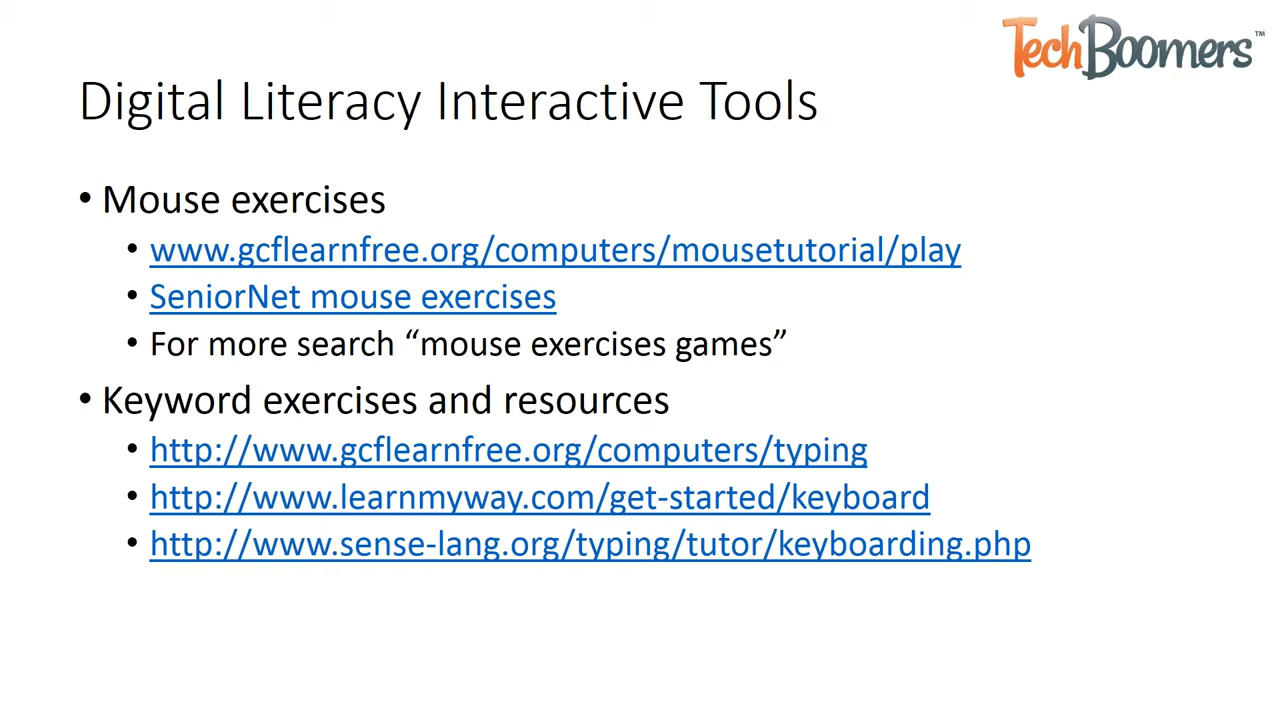 TechBoomers™
Digital Literacy Interactive Tools
• Mouse exercises
• www.gcflearnfree.org/computers/mousetutorial/play
• SeniorNet mouse exercises
• For more search “mouse exercises games”
• Keyword exercises and resources
• http://www.gcflearnfree.org/computers/typing
• http://www.learnmyway.com/get-started/keyboard
• http://www.sense-lang.org/typing/tutor/keyboarding.php